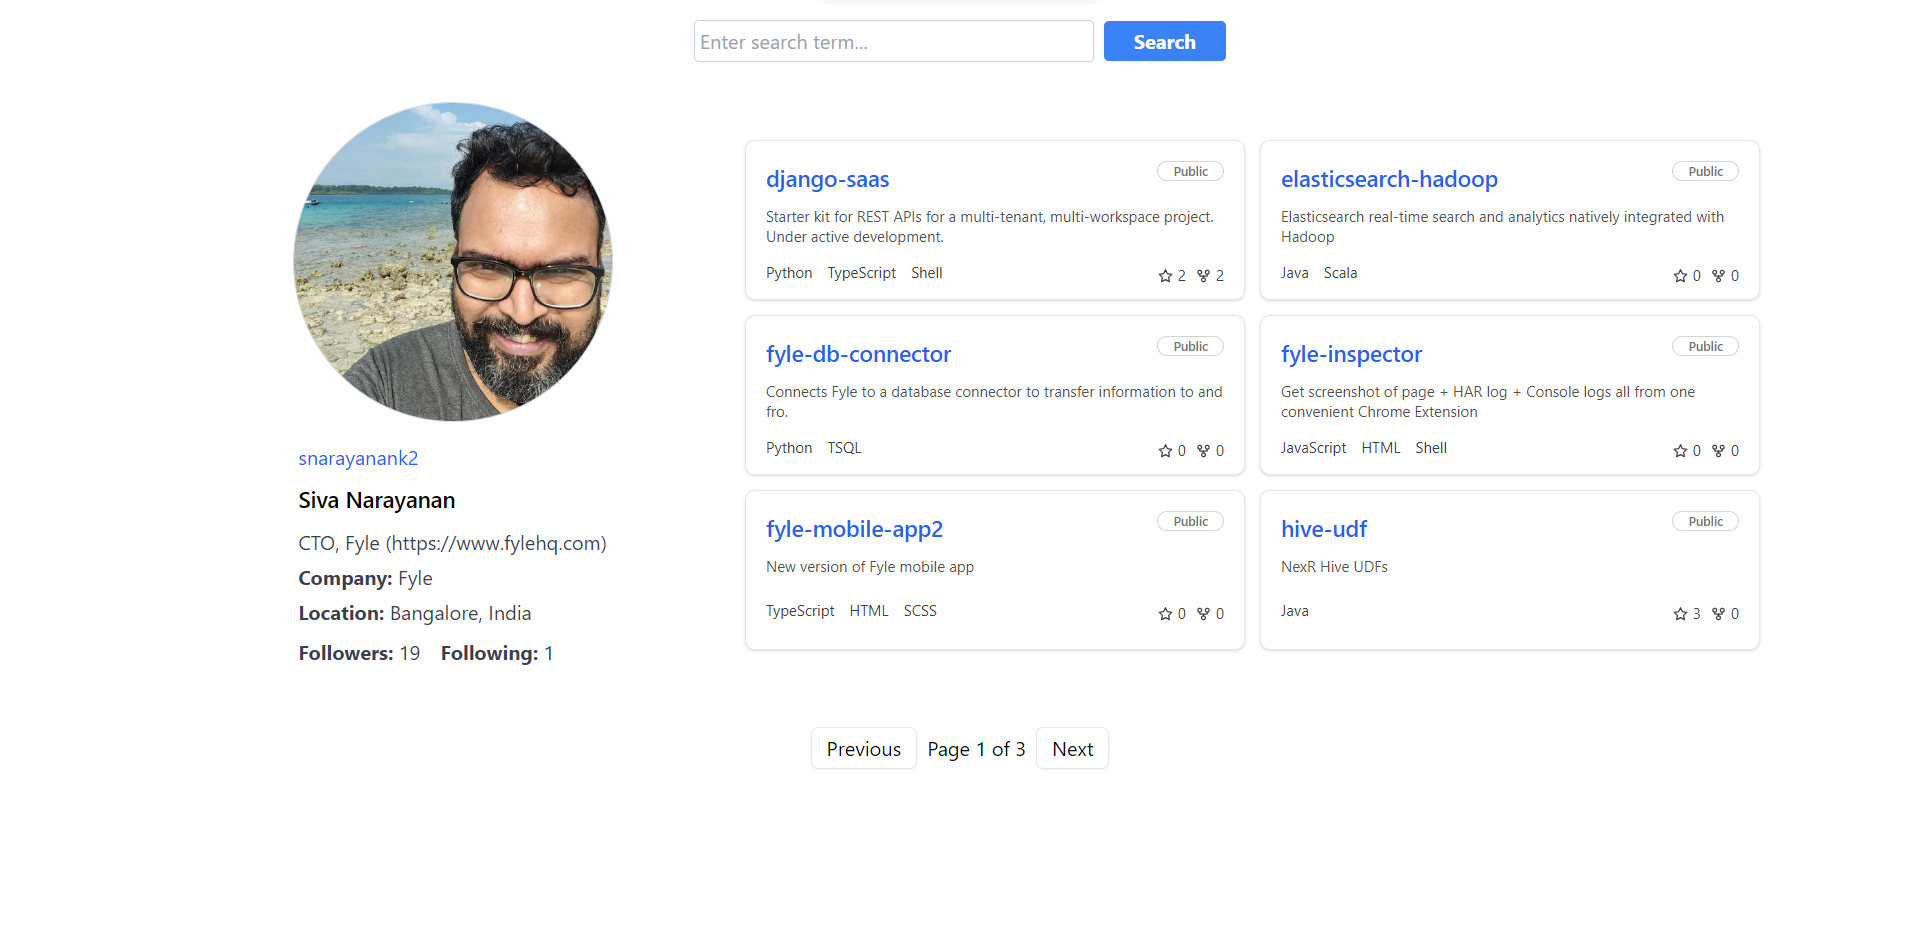 Enter search term...
Search
snarayanank2
Siva Narayanan
CTO, Fyle (https://www.fylehq.com)
Company: Fyle
Location: Bangalore, India
Followers: 19 Following: 1
django-saas
Public
Starter kit for REST APIs for a multi-tenant, multi-workspace project.
Under active development.
Python TypeScript Shell
2 2
elasticsearch-hadoop
Public
Elasticsearch real-time search and analytics natively integrated with
Hadoop
Java Scala
0 0
fyle-db-connector
Public
Connects Fyle to a database connector to transfer information to and
fro.
Python TSQL
0 0
fyle-inspector
Public
Get screenshot of page + HAR log + Console logs all from one
convenient Chrome Extension
JavaScript HTML Shell
0 0
fyle-mobile-app2
Public
New version of Fyle mobile app
TypeScript HTML SCSS
0 0
hive-udf
Public
NexR Hive UDFs
Java
3 0
Previous Page 1 of 3 Next